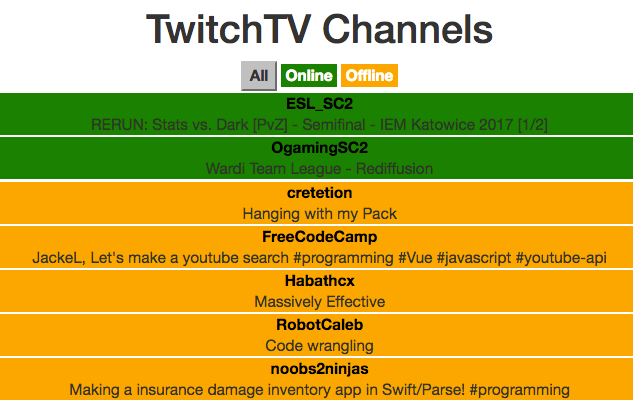 TwitchTV Channels
All Online Offline
ESL_SC2
RERUN: Stats vs. Dark [PvZ] - Semifinal - IEM Katowice 2017 [1/2]
OgamingSC2
Wardi Team League - Rediffusion
cretetion
Hanging with my Pack
FreeCodeCamp
JackeL, Let's make a youtube search #programming #Vue #javascript #youtube-api
Habathcx
Massively Effective
RobotCaleb
Code wrangling
noobs2ninjas
Making a insurance damage inventory app in Swift/Parse! #programming